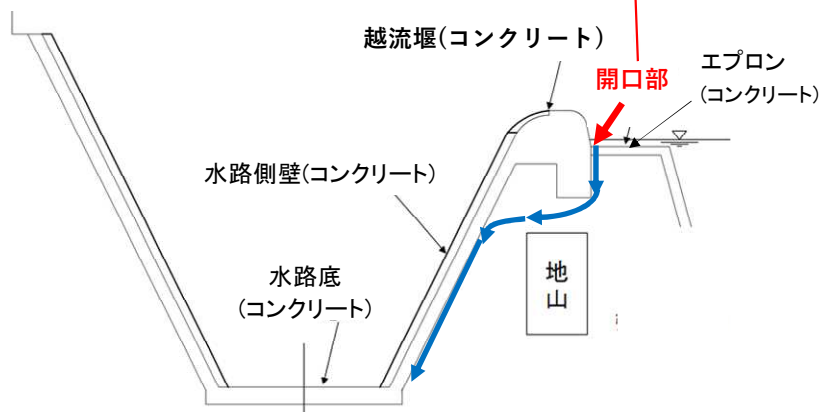 越流堰(コンクリート)
開口部
エプロン
(コンクリート)
水路側壁(コンクリート)
水路底
(コンクリート)
地
山